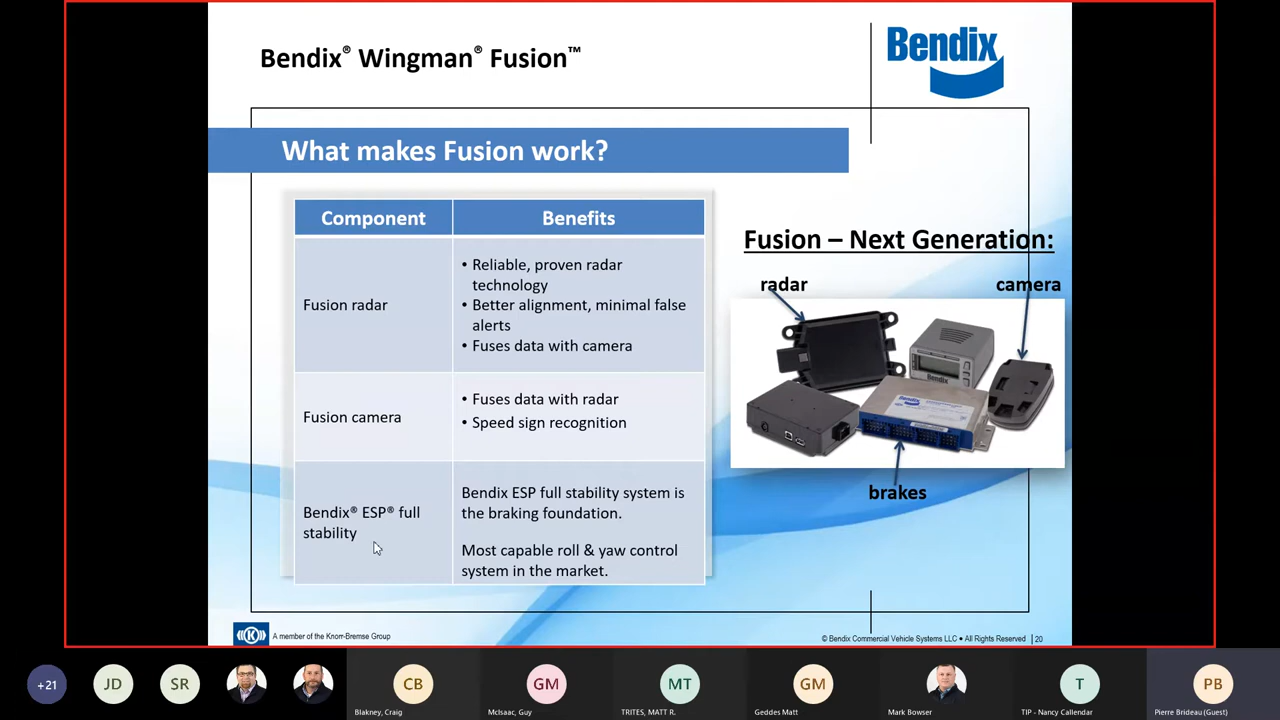 Bendix® Wingman® Fusion™
Bendix
What makes Fusion work?
Component
Benefits
Fusion radar
• Reliable, proven radar
technology
• Better alignment, minimal false
alerts
• Fuses data with camera
Fusion camera
• Fuses data with radar
• Speed sign recognition
Bendix® ESP® full
stability
Bendix ESP full stability system is
the braking foundation.
Most capable roll & yaw control
system in the market.
Fusion – Next Generation:
radar
camera
Bendix
Bendix
brakes
K
A member of the Knorr-Bremse Group
© Bendix Commercial Vehicle Systems LLC • All Rights Reserved | 20
+21
JD
SR
CB
GM
MT
GM
T
PB
Blakney, Craig
McIsaac, Guy
TRITES, MATT R.
Geddes Matt
Mark Bowser
TIP - Nancy Callendar
Pierre Brideau (Guest)